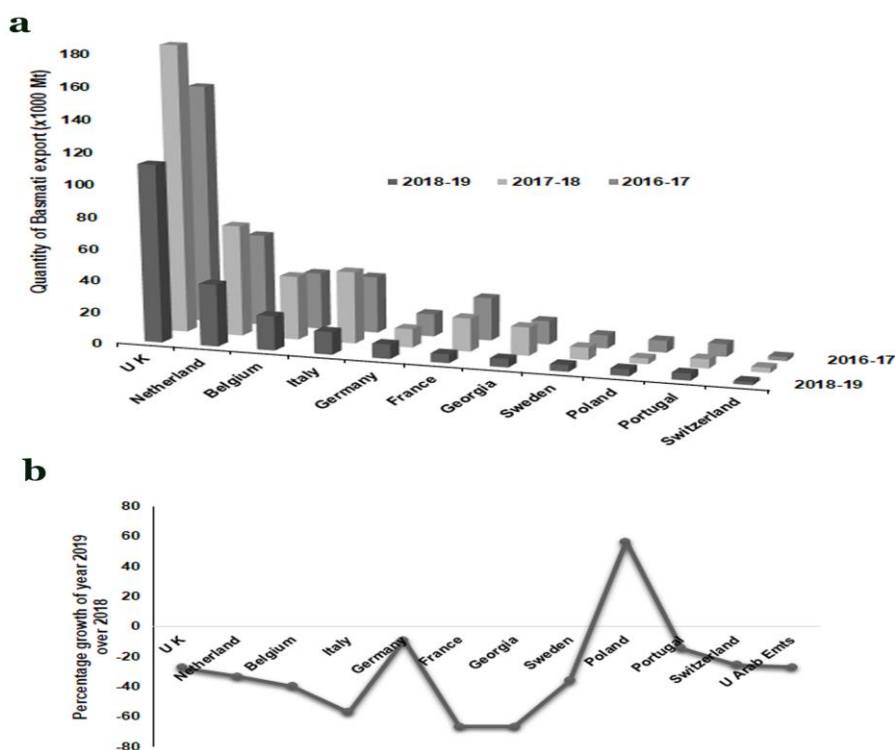 a
Quantity of Basmati export (x1000 Mt)
180
160
140
120
100
80
60
40
20
0
2018-19 2017-18 2016-17
U K
Netherland
Belgium
Italy
Germany
France
Georgia
Sweden
Poland
Portugal
Switzerland
2016-17
2018-19
b
Percentage growth of year 2019
over 2018
80
60
40
20
0
-20
-40
-60
-80
U K
Netherland
Belgium
Italy
Germany
France
Georgia
Sweden
Poland
Portugal
Switzerland
U Arab Emts